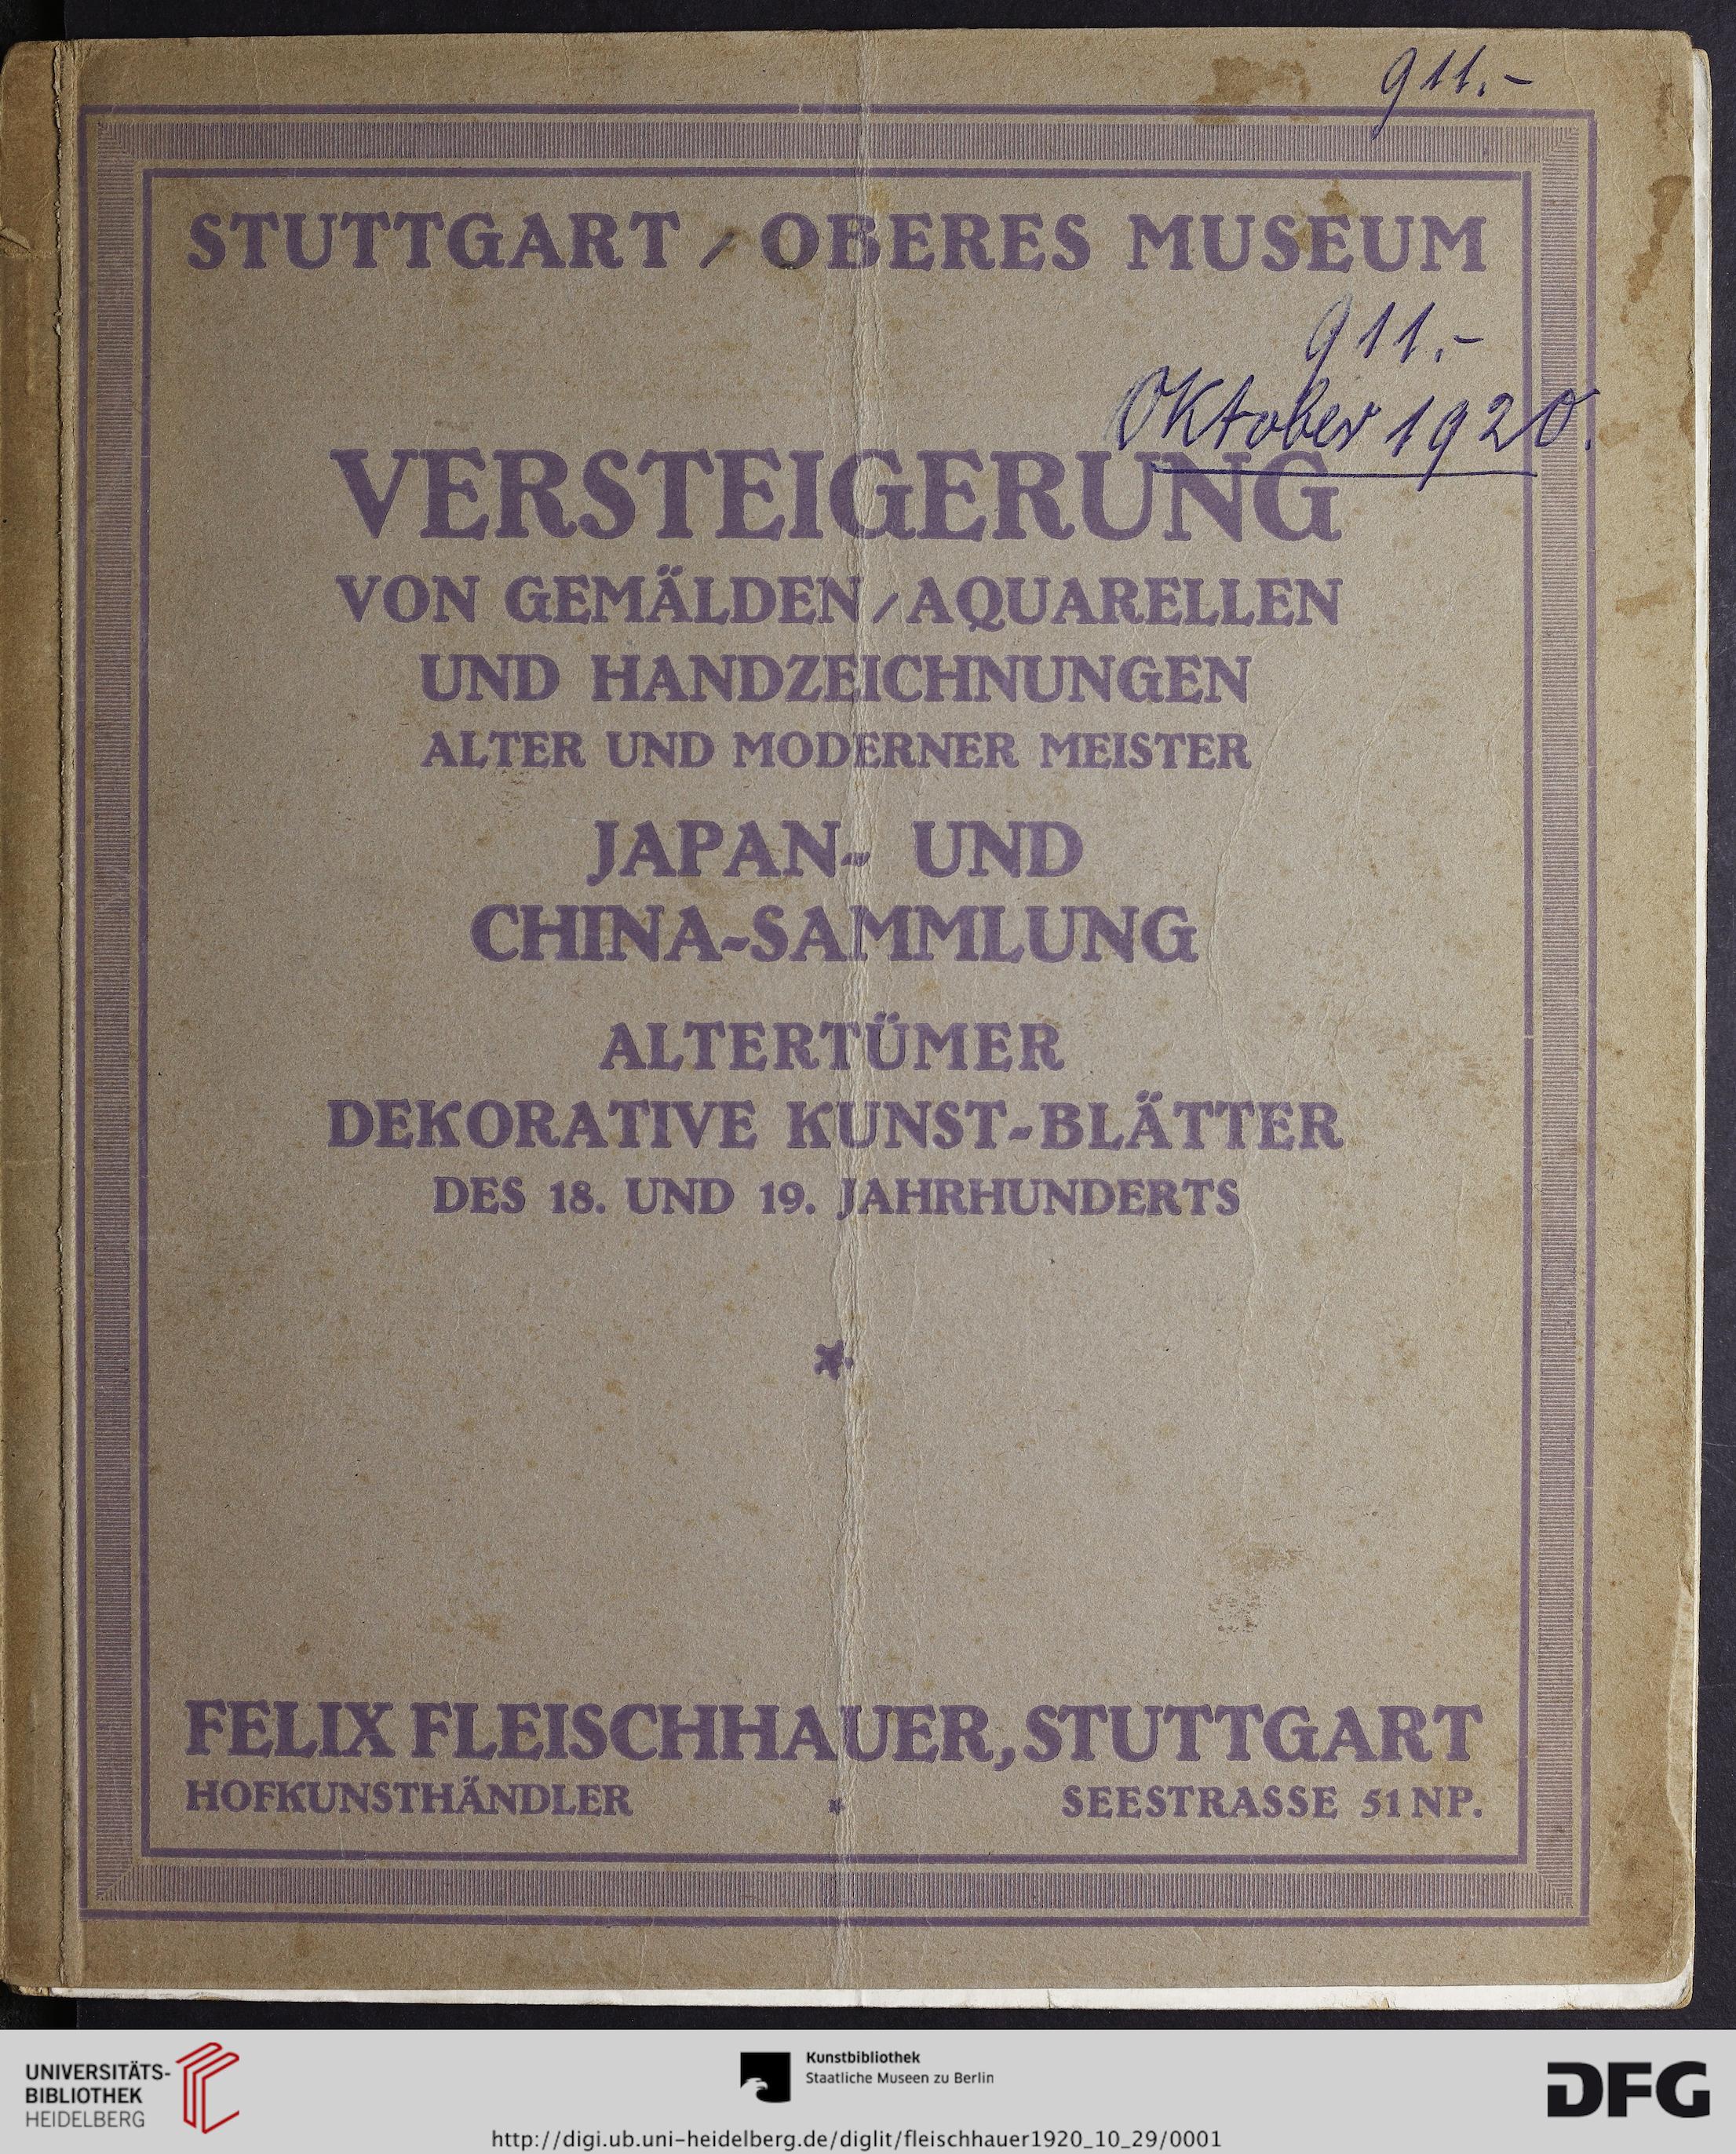 911.-
STUTTGART / OBERES MUSEUM
911.-
Oktober 1920.
VERSTEIGERUNG
VON GEMÄLDEN / AQUARELLEN
UND HANDZEICHNUNGEN
ALTER UND MODERNER MEISTER
JAPAN- UND
CHINA-SAMMLUNG
ALTERTÜMER
DEKORATIVE KUNST-BLÄTTER
DES 18. UND 19. JAHRHUNDERTS
*
FELIX FLEISCHHAUER, STUTTGART
HOFKUNSTHÄNDLER * SEESTRASSE 51 NP.
UNIVERSITÄTS-
BIBLIOTHEK
HEIDELBERG
Kunstbibliothek
Staatliche Museen zu Berlin
DFG
http://digi.ub.uni-heidelberg.de/diglit/fleischhauer1920_10_29/0001